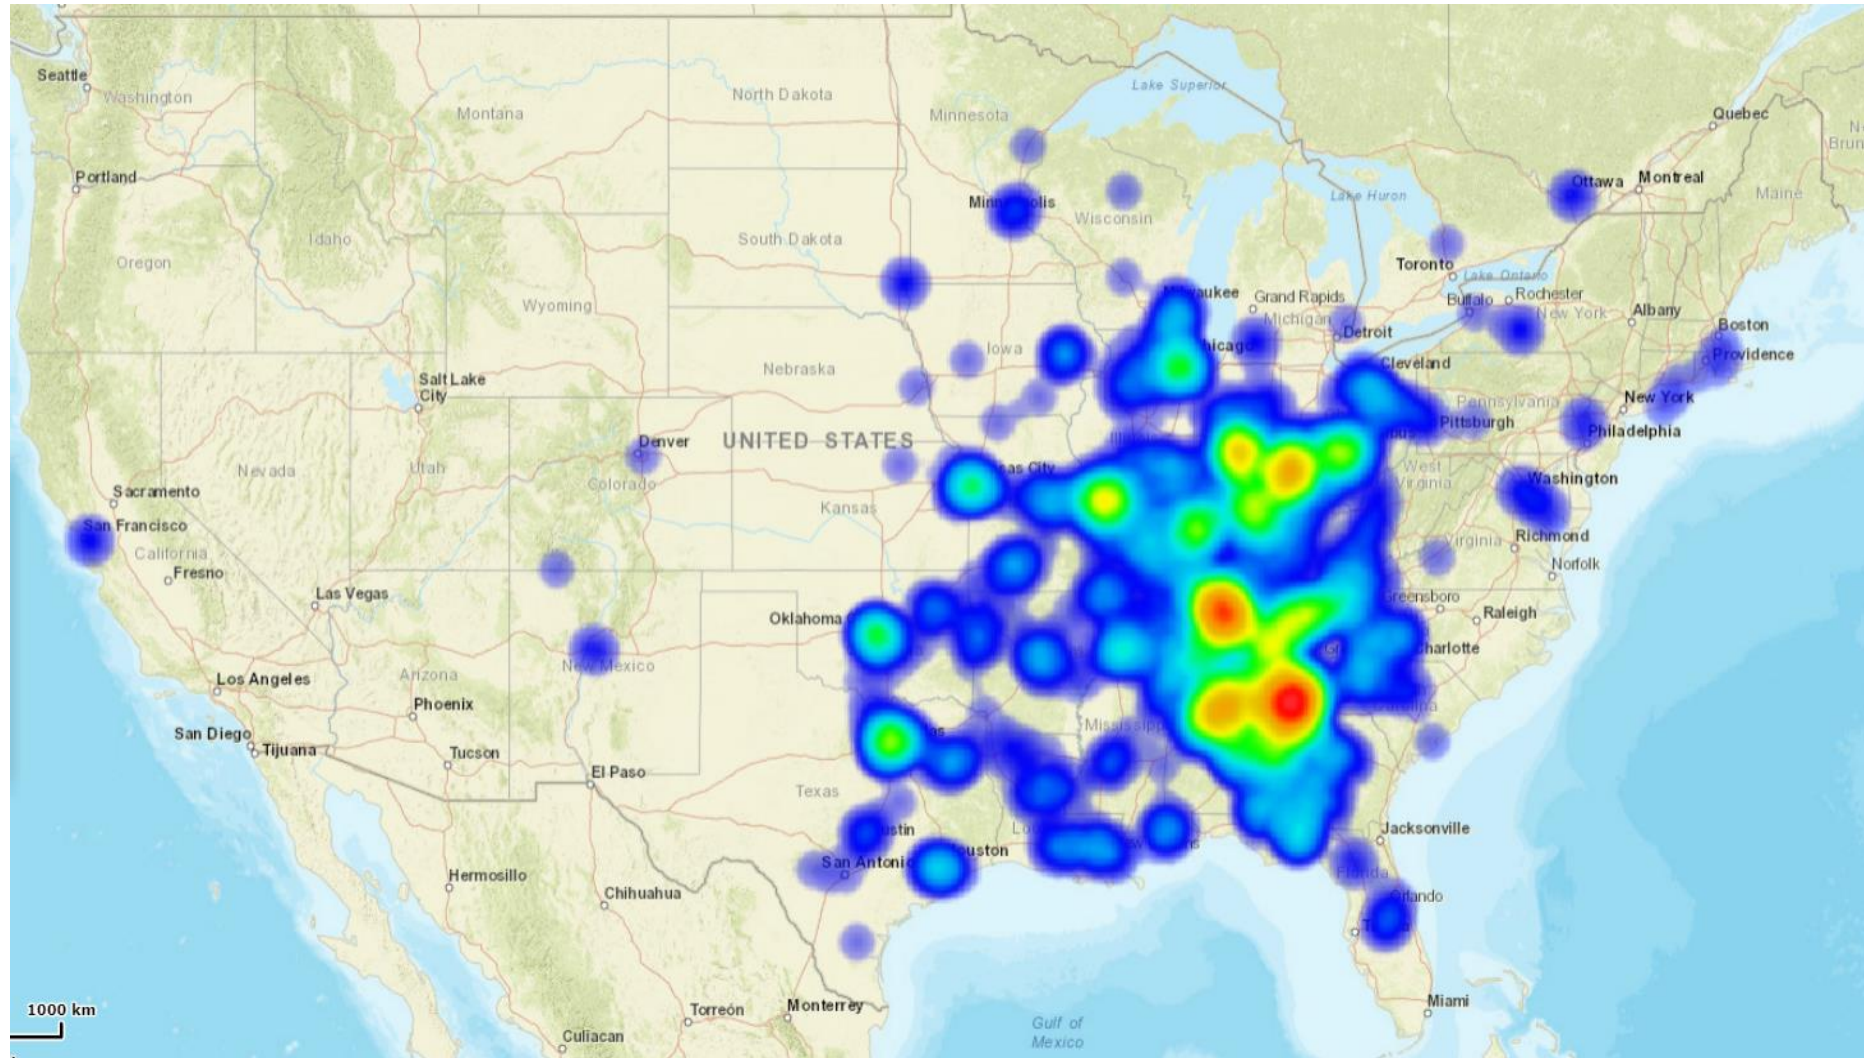 Quebec
Seattle
Washington
Lake Superior
North Dakota
Montana
Minnesota
Portland
Ottawa
Montreal
Maine
Lake Huron
Wisconsin
Idaho
South Dakota
Oregon
Toronto
Lake Ontario
Wyoming
Grand Rapids
Buffalo
Rochester
New York
Albany
Michigan
Detroit
Boston
Iowa
Providence
Cleveland
Nebraska
Salt Lake
City
Pennsylvania
New York
Denver
UNITED STATES
Pittsburgh
Philadelphia
Nevada
Utah
Colorado
West
Virginia
Washington
Sacramento
Kansas
San Francisco
California
Fresno
Virginia
Richmond
Norfolk
Las Vegas
Greensboro
Raleigh
Oklahoma
New Mexico
Charlotte
Los Angeles
Arizona
Phoenix
San Diego
Tijuana
Tucson
Mississippi
El Paso
Texas
Jacksonville
San Antonio
Hermosillo
Chihuahua
Florida
Orlando
1000 km
Torreón
Monterrey
Miami
Culiacan
Gulf of
Mexico